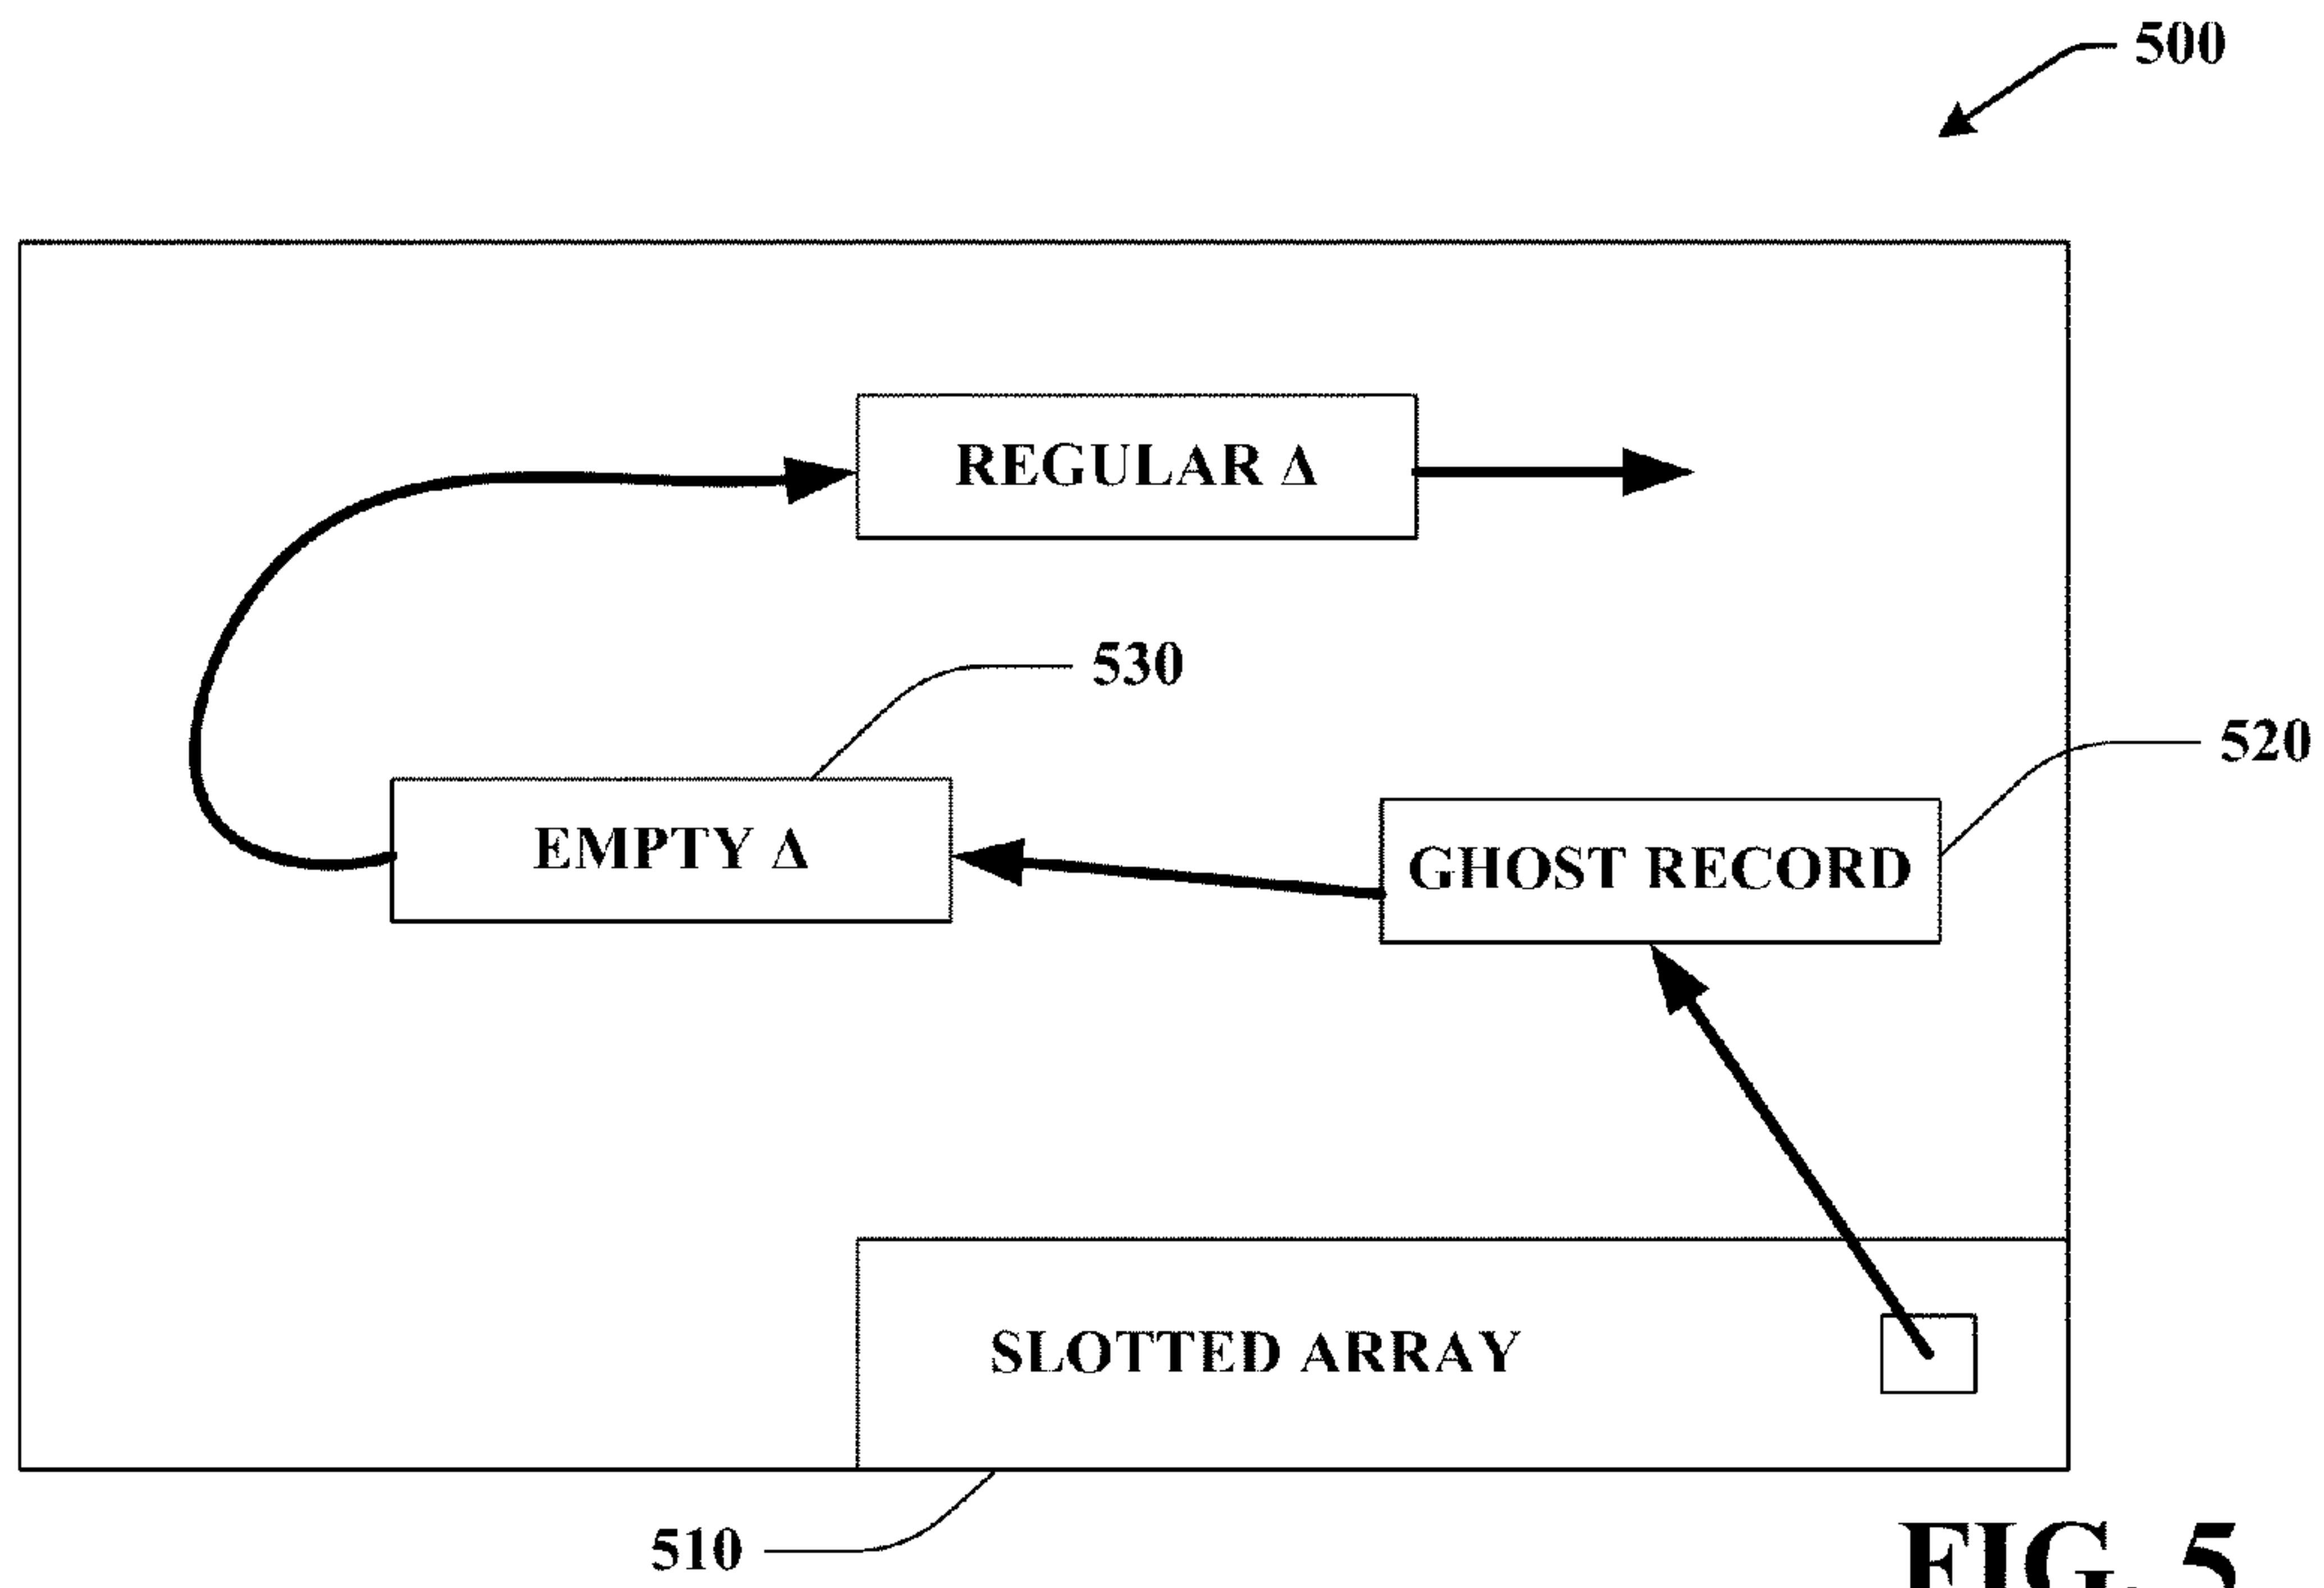 500
REGULAR Δ
530
520
EMPTY Δ
GHOST RECORD
SLOTTED ARRAY
510
FIG. 5